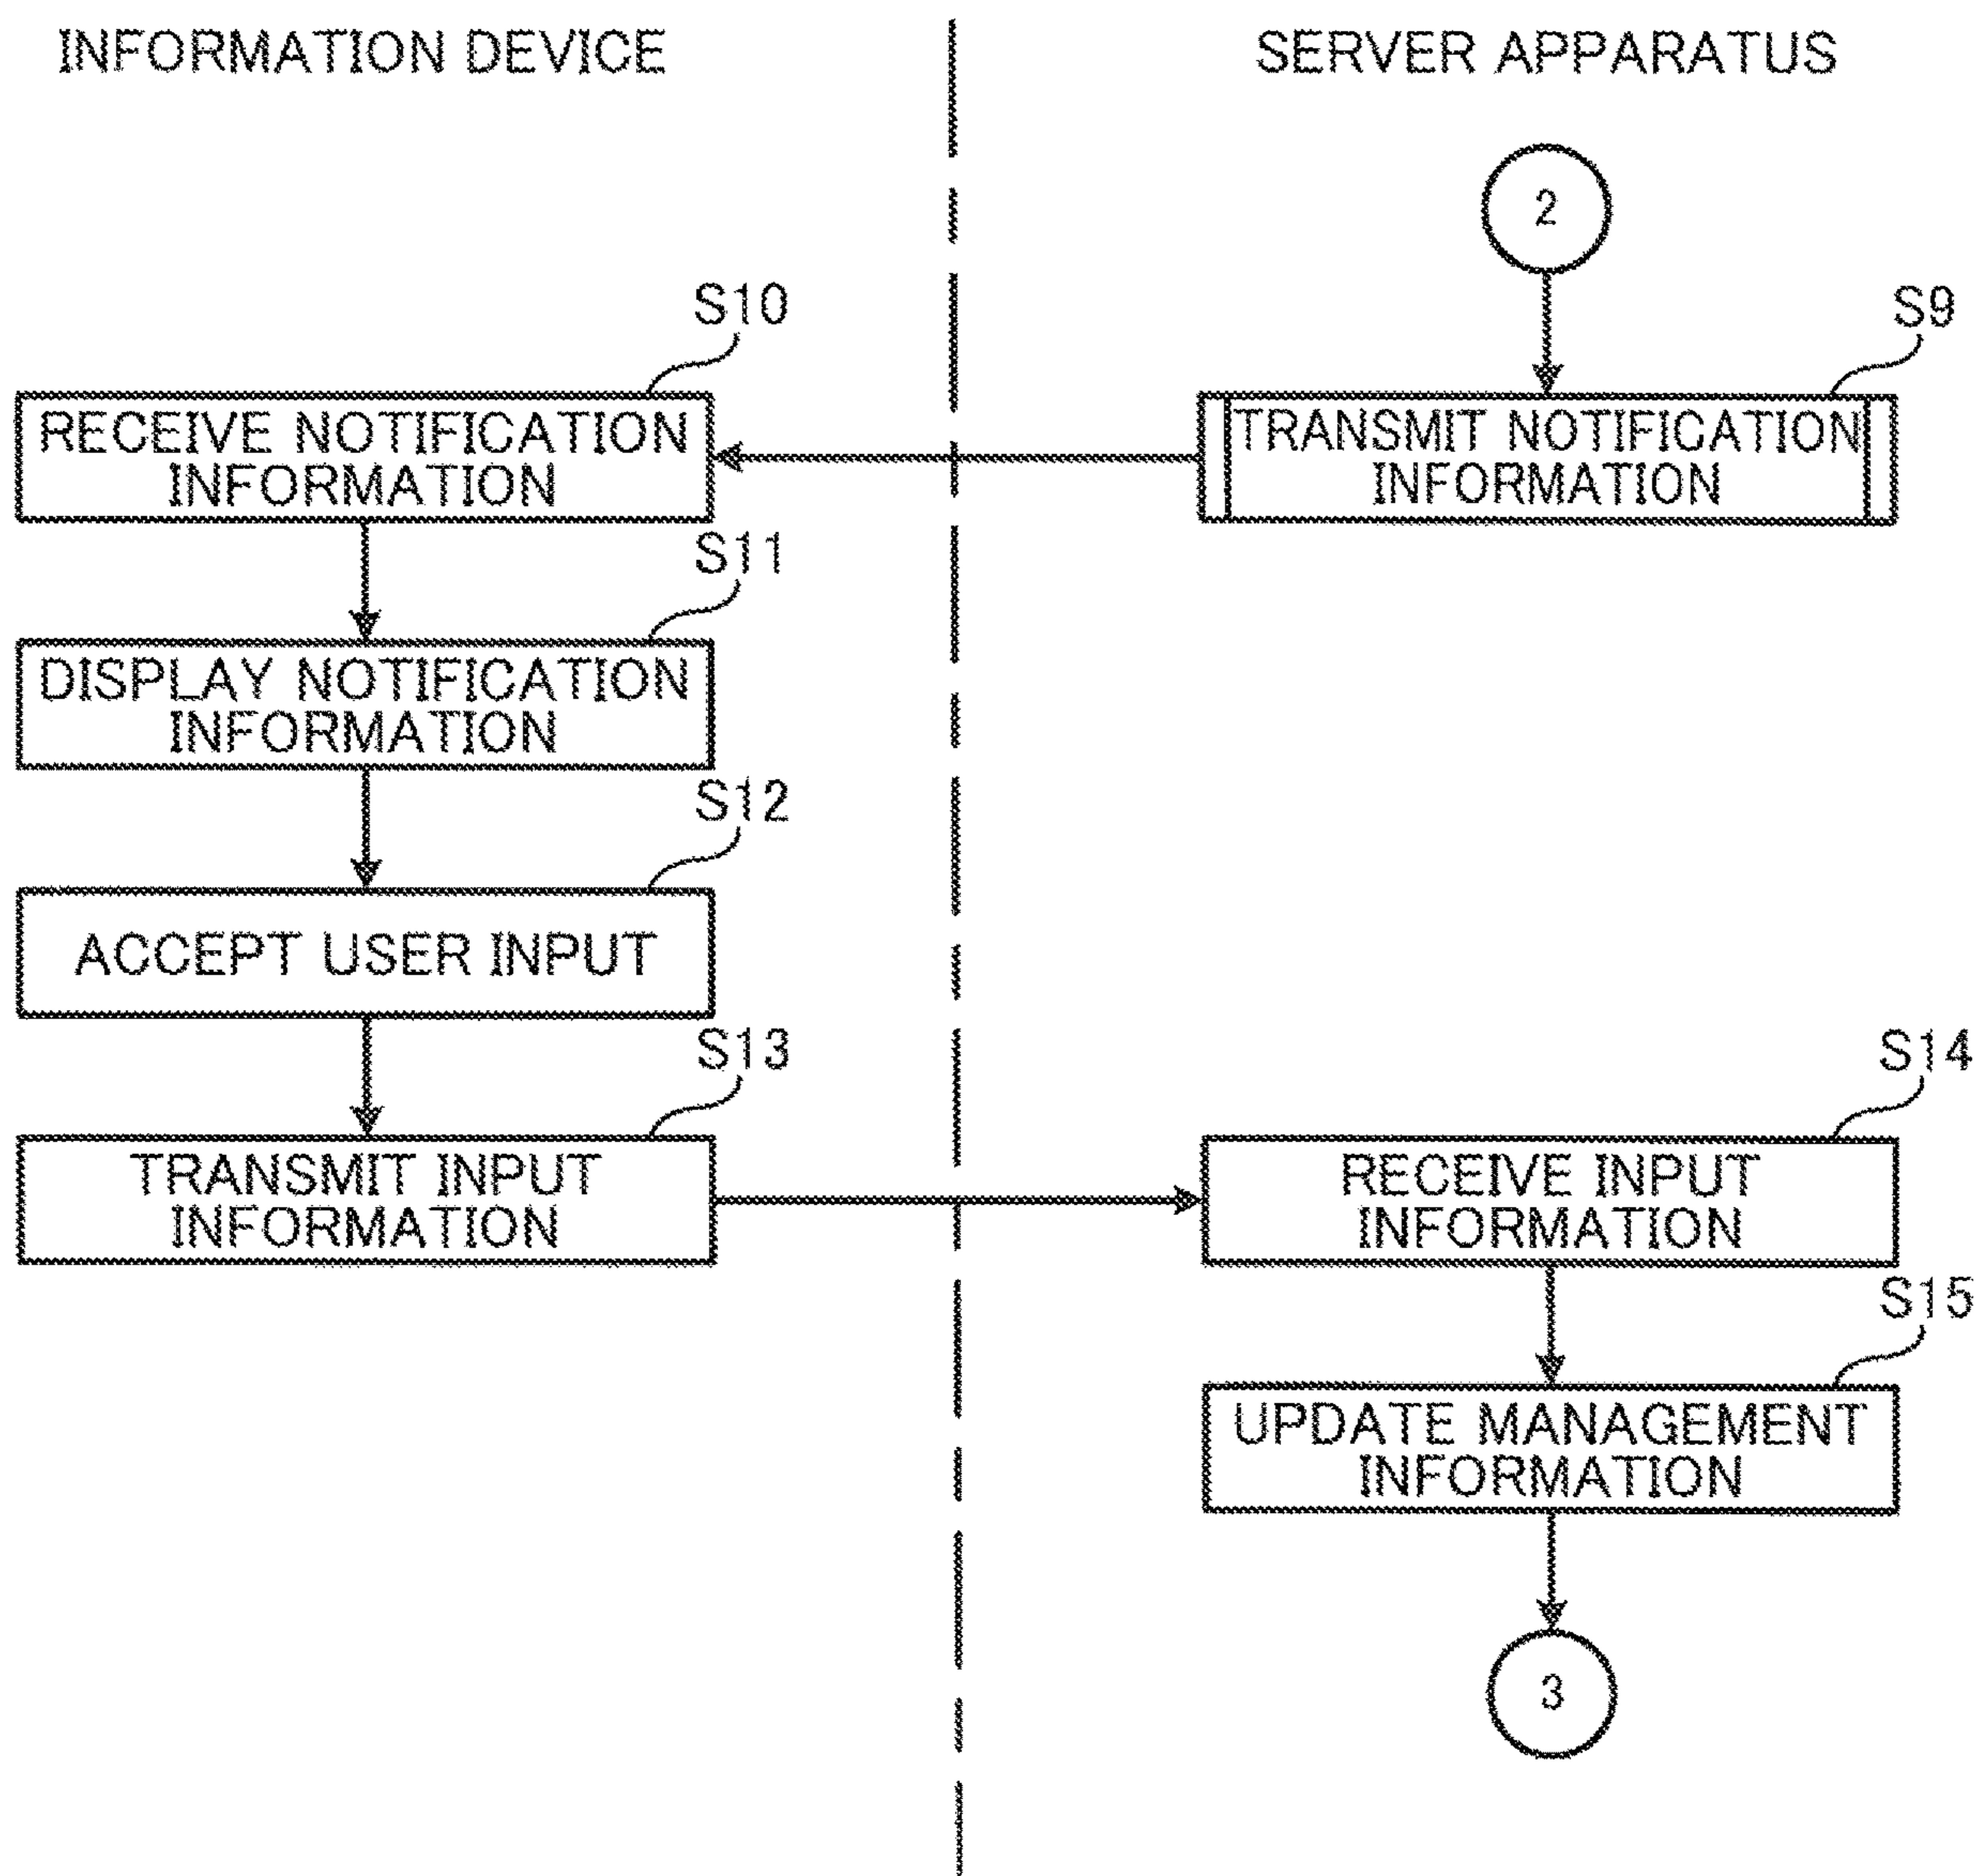 INFORMATION DEVICE
SERVER APPARATUS
2
S9
TRANSMIT NOTIFICATION
INFORMATION
S10
RECEIVE NOTIFICATION
INFORMATION
S11
DISPLAY NOTIFICATION
INFORMATION
S12
ACCEPT USER INPUT
S13
TRANSMIT INPUT
INFORMATION
S14
RECEIVE INPUT
INFORMATION
S15
UPDATE MANAGEMENT
INFORMATION
3